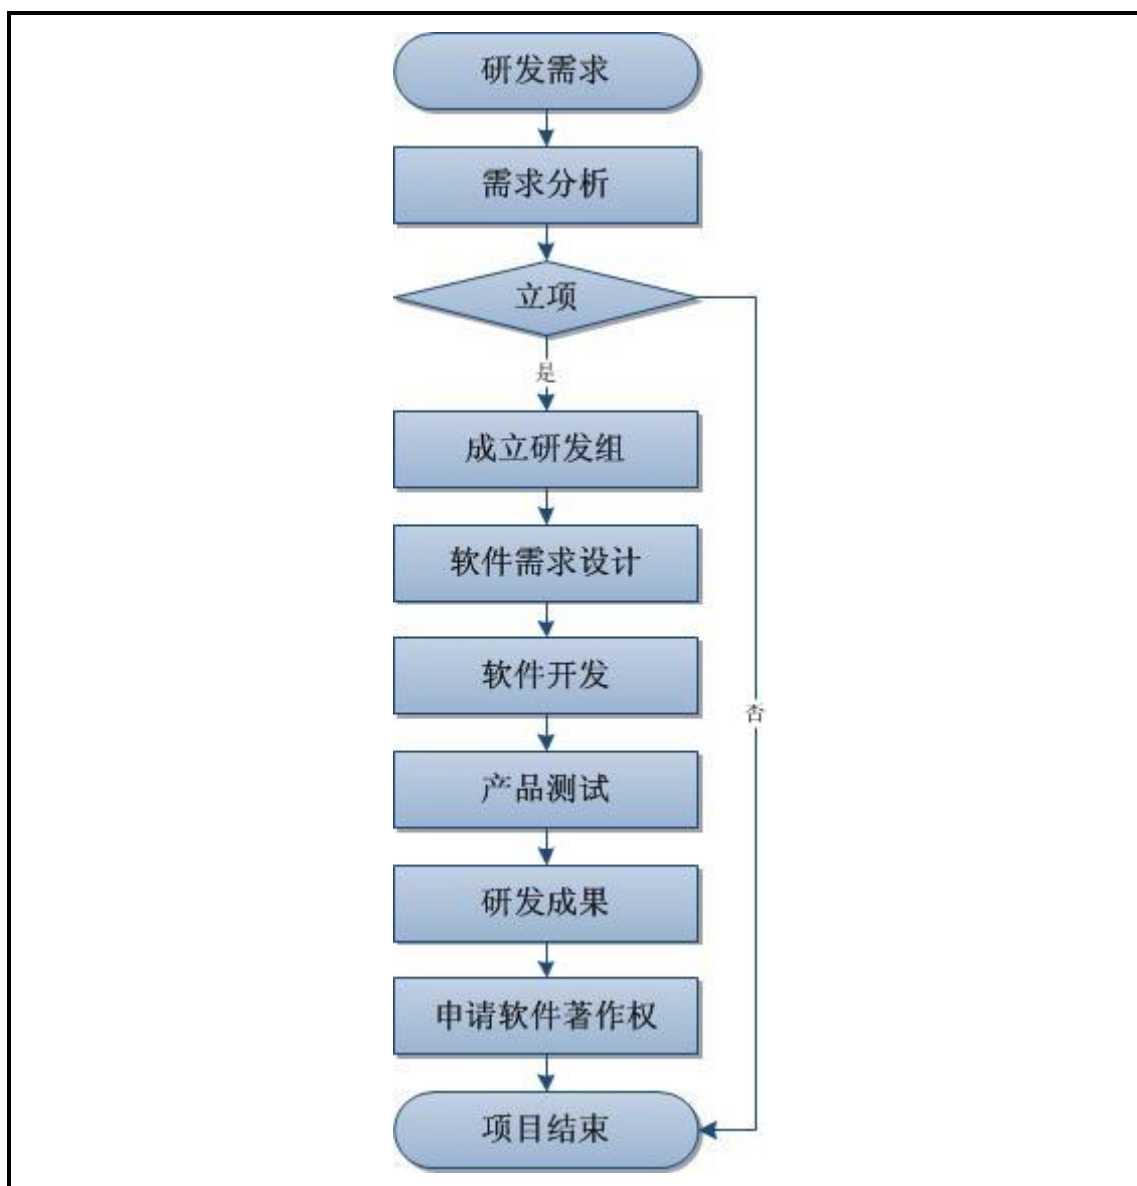 研发需求
需求分析
立项
是
成立研发组
软件需求设计
软件开发
否
产品测试
研发成果
申请软件著作权
项目结束